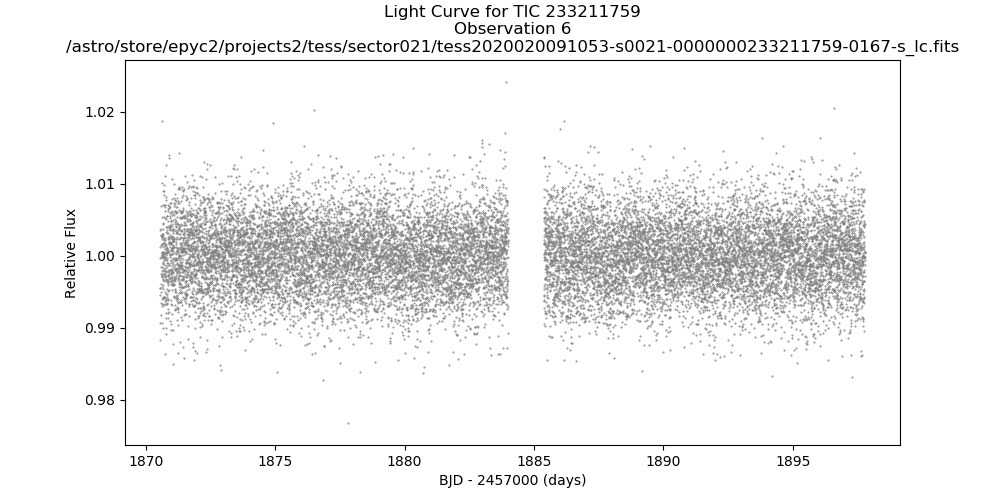 Light Curve for TIC 233211759
Observation 6
/astro/store/epyc2/projects2/tess/sector021/tess2020020091053-s0021-0000000233211759-0167-s_lc.fits
1.02
1.01
1.00
0.99
0.98
Relative Flux
1870 1875 1880 1885 1890 1895
BJD - 2457000 (days)